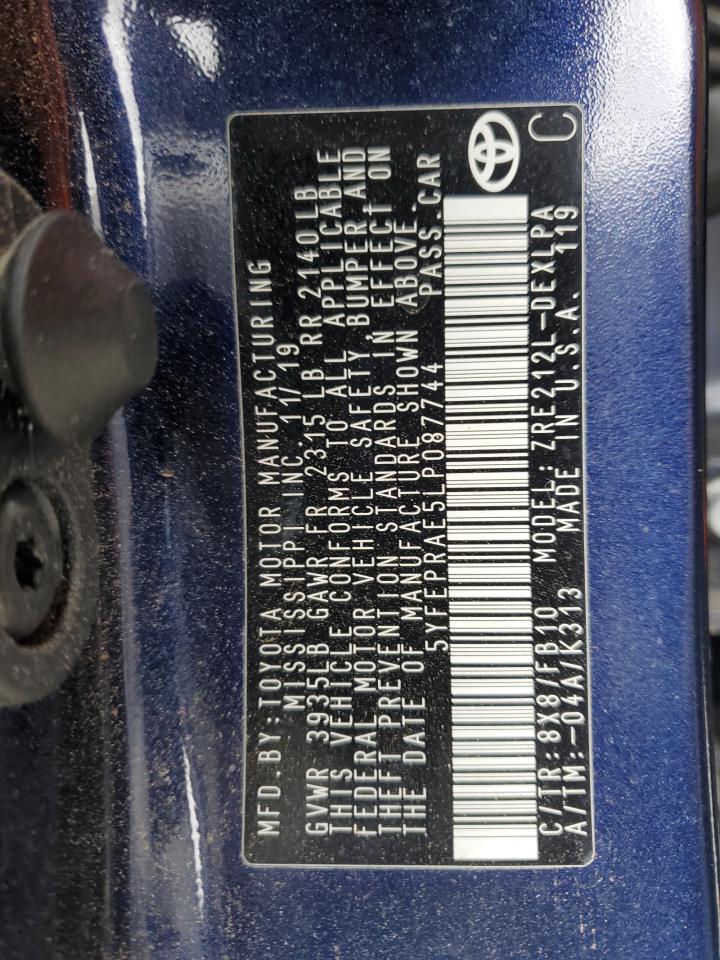 MFD.BY:TOYOTA MOTOR MANUFACTURING
MISSISSIPPI INC 11/19
GVWR 3935LB GAWR FR 2315 LB RR 2140LB
THIS VEHICLE CONFORMS TO ALL APPLICABLE
FEDERAL MOTOR VEHICLE SAFETY, BUMPER AND
THEFT PREVENTION STANDARDS IN EFFECT ON
THE DATE OF MANUFACTURE SHOWN ABOVE.
5YFEPRAE5LP087744 PASS.CAR
C/TR:8X8/FB10 MODEL:ZRE212L-DEXLPA
A/TM:-04A/K313 MADE IN U.S.A. 119
C